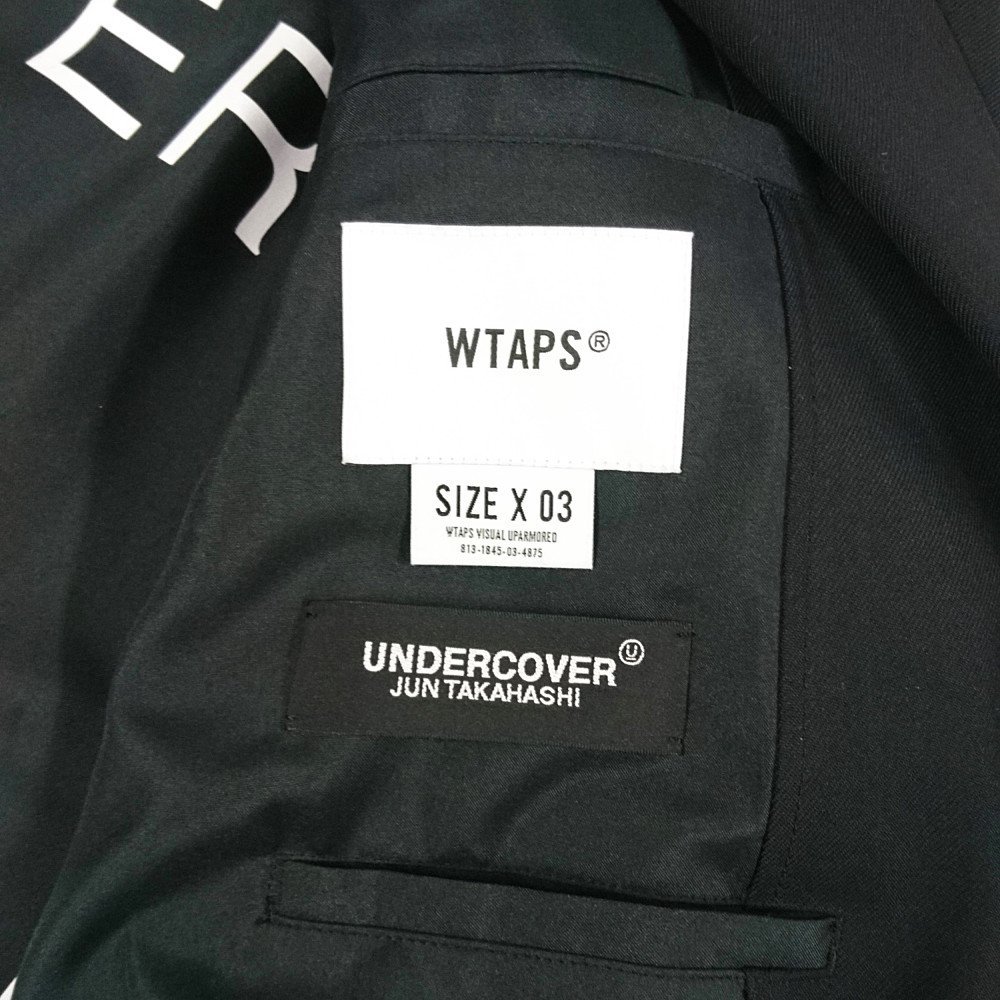 ER
WTAPS®
SIZE X 03
WTAPS VISUAL UPARMORED
813-1845-03-4875
UNDERCOVER Ⓤ
JUN TAKAHASHI